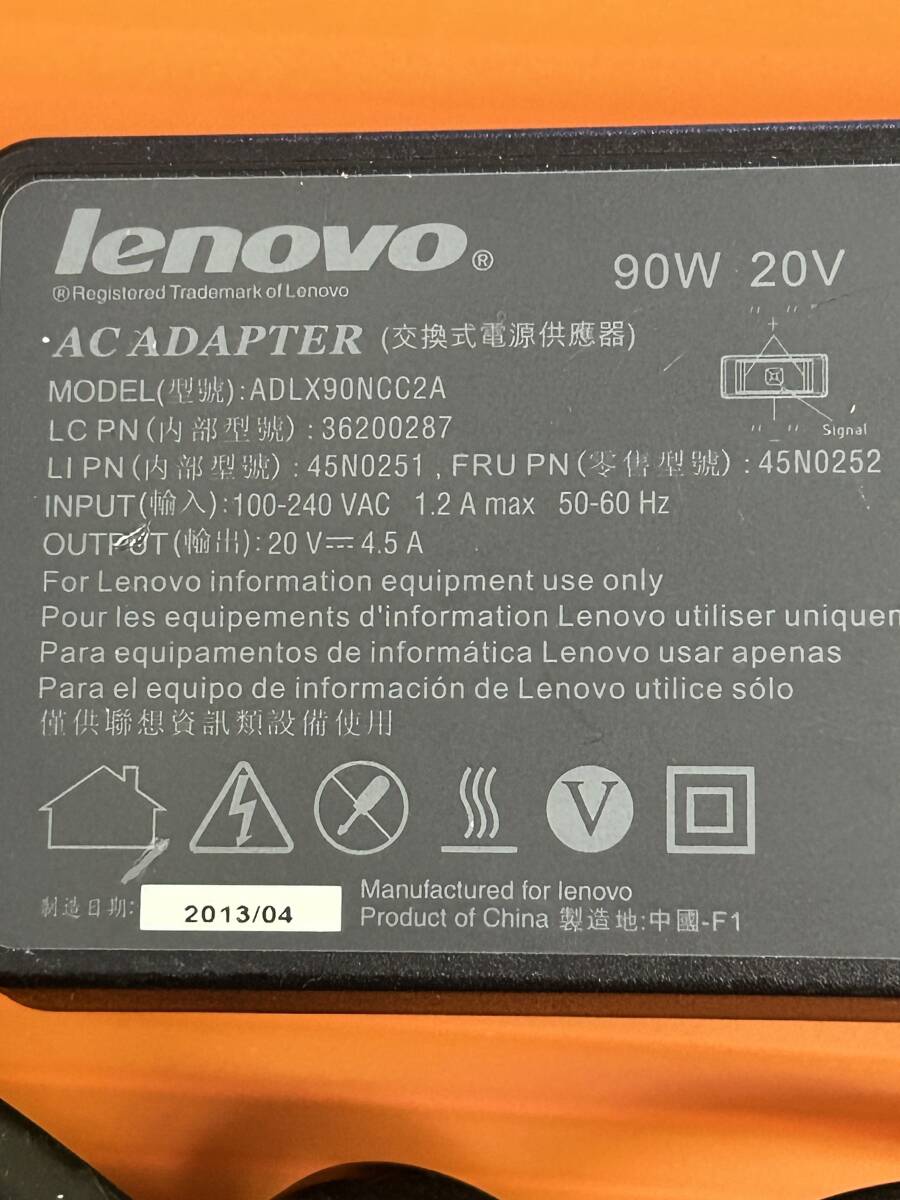 lenovo®
®Registered Trademark of Lenovo
90W 20V
AC ADAPTER (交換式電源供應器)
MODEL(型號):ADLX90NCC2A
LC PN(内部型號):36200287
Signal
LI PN(内部型號):45N0251, FRU PN(零售型號):45N0252
INPUT(輸入):100-240 VAC 1.2 A max 50-60 Hz
OUTPUT(輸出):20 V⎓4.5 A
For Lenovo information equipment use only
Pour les equipements d'information Lenovo utiliser uniquem
Para equipamentos de informática Lenovo usar apenas
Para el equipo de información de Lenovo utilice sólo
僅供聯想資訊類設備使用
V
制造日期: 2013/04
Manufactured for lenovo
Product of China 製造地:中國-F1